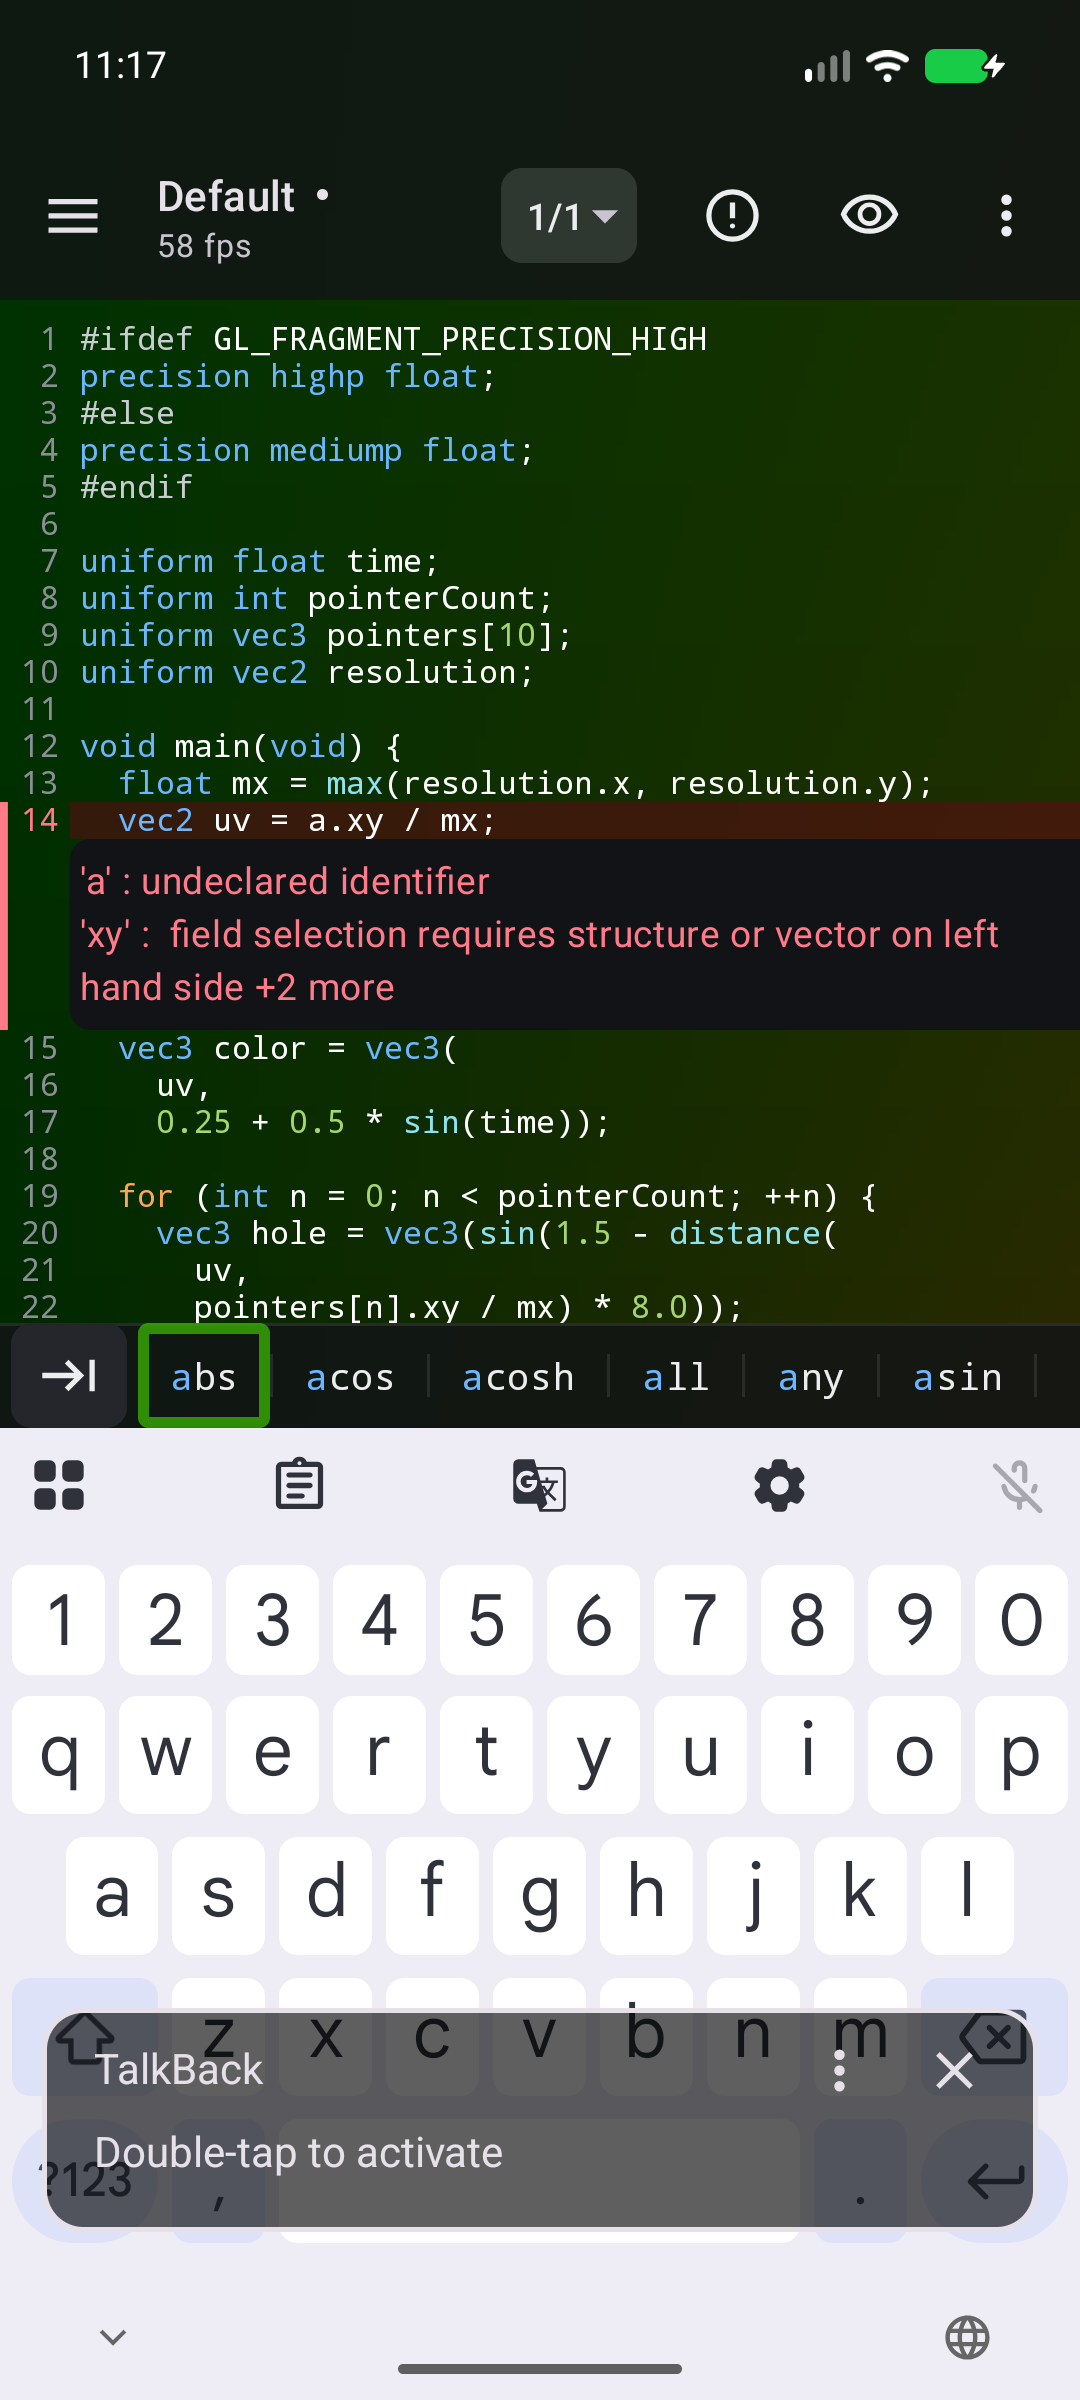 11:17
Default •
58 fps
1/1
1 #ifdef GL_FRAGMENT_PRECISION_HIGH
2 precision highp float;
3 #else
4 precision mediump float;
5 #endif
6
7 uniform float time;
8 uniform int pointerCount;
9 uniform vec3 pointers[10];
10 uniform vec2 resolution;
11
12 void main(void) {
13 float mx = max(resolution.x, resolution.y);
14 vec2 uv = a.xy / mx;
'a' : undeclared identifier
'xy' :  field selection requires structure or vector on left
hand side +2 more
15 vec3 color = vec3(
16 uv,
17 0.25 + 0.5 * sin(time));
18
19 for (int n = 0; n < pointerCount; ++n) {
20 vec3 hole = vec3(sin(1.5 - distance(
21 uv,
22 pointers[n].xy / mx) * 8.0));
abs acos acosh all any asin
1 2 3 4 5 6 7 8 9 0
q w e r t y u i o p
a s d f g h j k l
z x c v b n m
TalkBack
Double-tap to activate
?123 , .